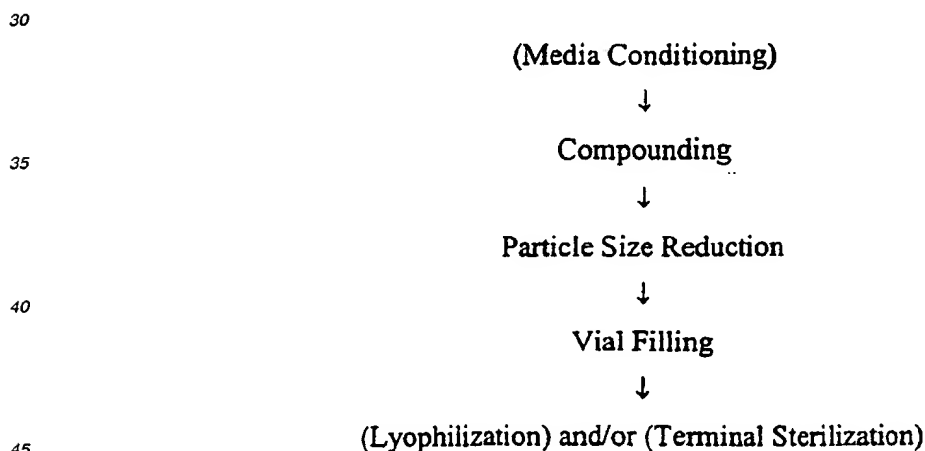 30
(Media Conditioning)
↓
35
Compounding
↓
Particle Size Reduction
↓
40
Vial Filling
↓
45
(Lyophilization) and/or (Terminal Sterilization)